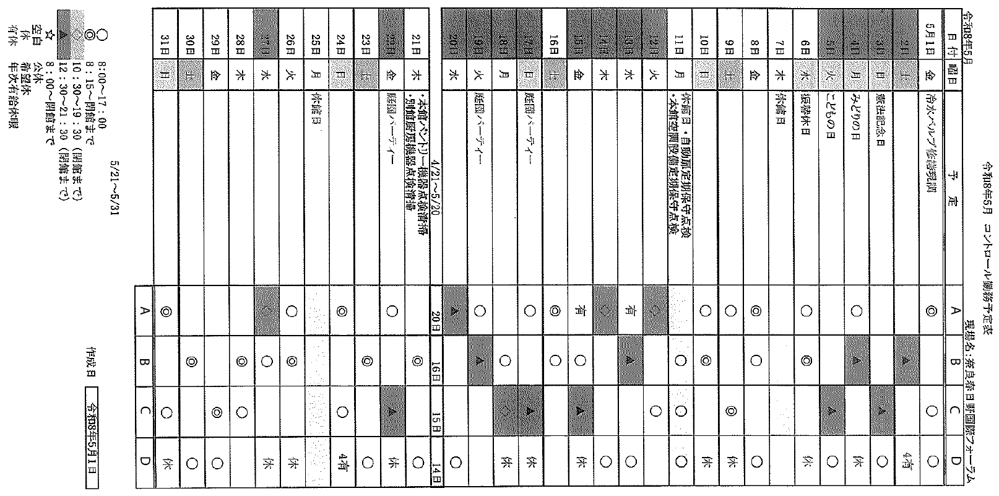 令和8年5月 コントロール勤務予定表
令和8年5月 現場名：奈良春日野国際フォーラム
日付 曜日 予定 A B C D
5月1日 金 冷水バルブ修繕現調 ◎ ○ ○
2日 土 ▲ 4有
3日 日 憲法記念日 ▲ ○
4日 月 みどりの日 ○ ▲ 休
5日 火 こどもの日 ▲ ○
6日 水 振替休日 ○ ◎ 休
7日 木 休館日
8日 金 ◎ ○ ○
9日 土 ○ ◎ 休
10日 日 ○ ◎ 休
11日 月 休館日・自動扉定期保守点検 ○ ○ ○
・本館空調設備定期保守点検
12日 火 ○
13日 水 有 ▲ ○
14日 木 ○
15日 金 有 ○ ▲ 休
16日 土 ◎ ○
17日 日 庭園パーティー ○ ▲ 休
18日 月 ○ 休
19日 火 庭園パーティー ○ ▲
20日 水 ▲ ○
4/21～5/20 20日 16日 15日 14日
21日 木 ・本館パントリー機器点検清掃 ◎ ○
・別館厨房機器点検清掃
22日 金 庭園パーティー ○ ▲ 休
23日 土 ◎ ○
24日 日 ◎ ○ 4有
25日 月 休館日
26日 火 ○ ◎ 休
27日 水 ○ 休
28日 木 ◎ ○
29日 金 ◎ ○
30日 土 ◎ ○
31日 日 ◎ ○ 休
A B C D
5/21～5/31
○ 8:00～17:00
◎ 8:15～閉館まで
10:30～19:30（閉館まで）
▲ 12:30～21:30（閉館まで）
☆ 8:00～閉館まで
空白 公休
休 希望休
有休 年次有給休暇
作成日 令和8年5月1日